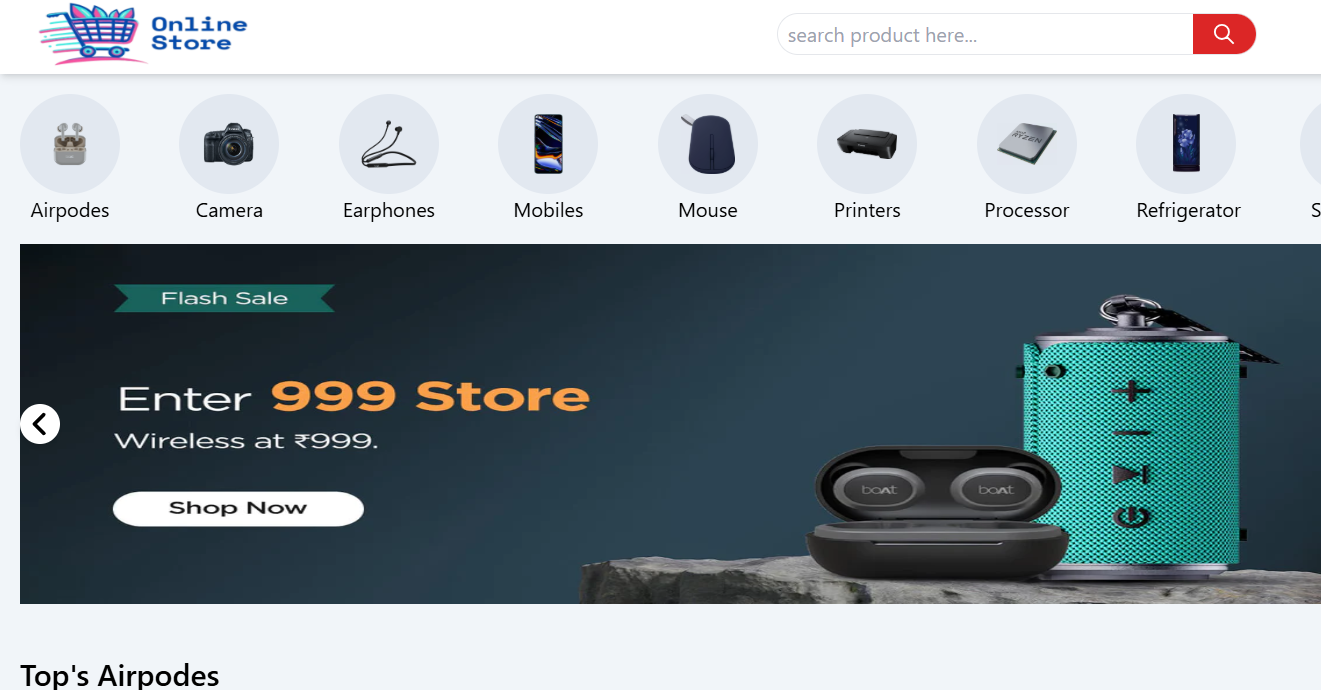 Online
Store
search product here...
RYZEN
Airpodes
Camera
Earphones
Mobiles
Mouse
Printers
Processor
Refrigerator
S
Flash Sale
Enter 999 Store
Wireless at ₹999.
Shop Now
boAt
boAt
Top's Airpodes